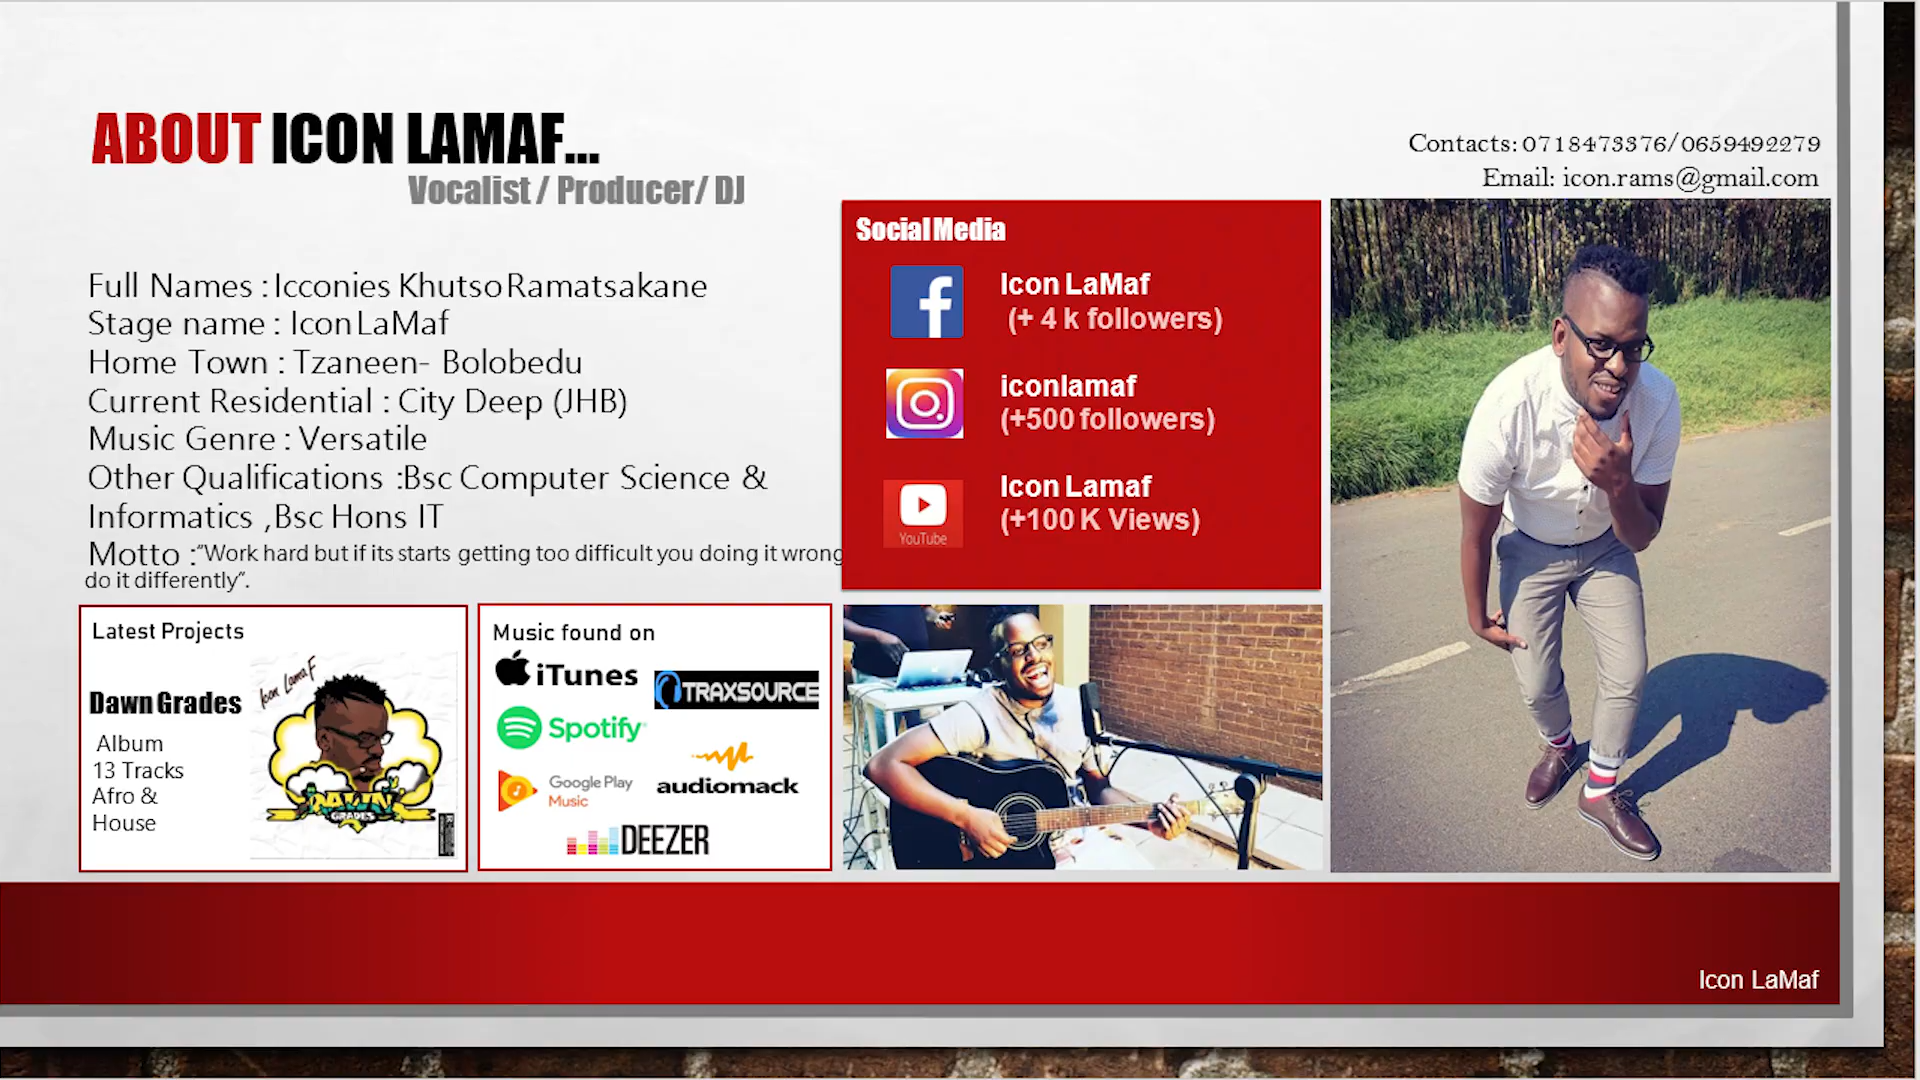 ABOUT ICON LAMAF...
Vocalist / Producer/ DJ
Contacts: 0718473376/0659492279
Email: icon.rams@gmail.com
Full Names : Icconies Khutso Ramatsakane
Stage name : Icon LaMaf
Home Town : Tzaneen- Bolobedu
Current Residential : City Deep (JHB)
Music Genre : Versatile
Other Qualifications :Bsc Computer Science &
Informatics ,Bsc Hons IT
Motto :“Work hard but if its starts getting too difficult you doing it wrong
do it differently”.
Social Media
Icon LaMaf
(+ 4 k followers)
iconlamaf
(+500 followers)
Icon Lamaf
(+100 K Views)
YouTube
Latest Projects
Dawn Grades
Album
13 Tracks
Afro &
House
Icon LamaF
DAWN
GRADES
Music found on
iTunes
TRAXSOURCE
Spotify
Google Play
Music
audiomack
DEEZER
Icon LaMaf